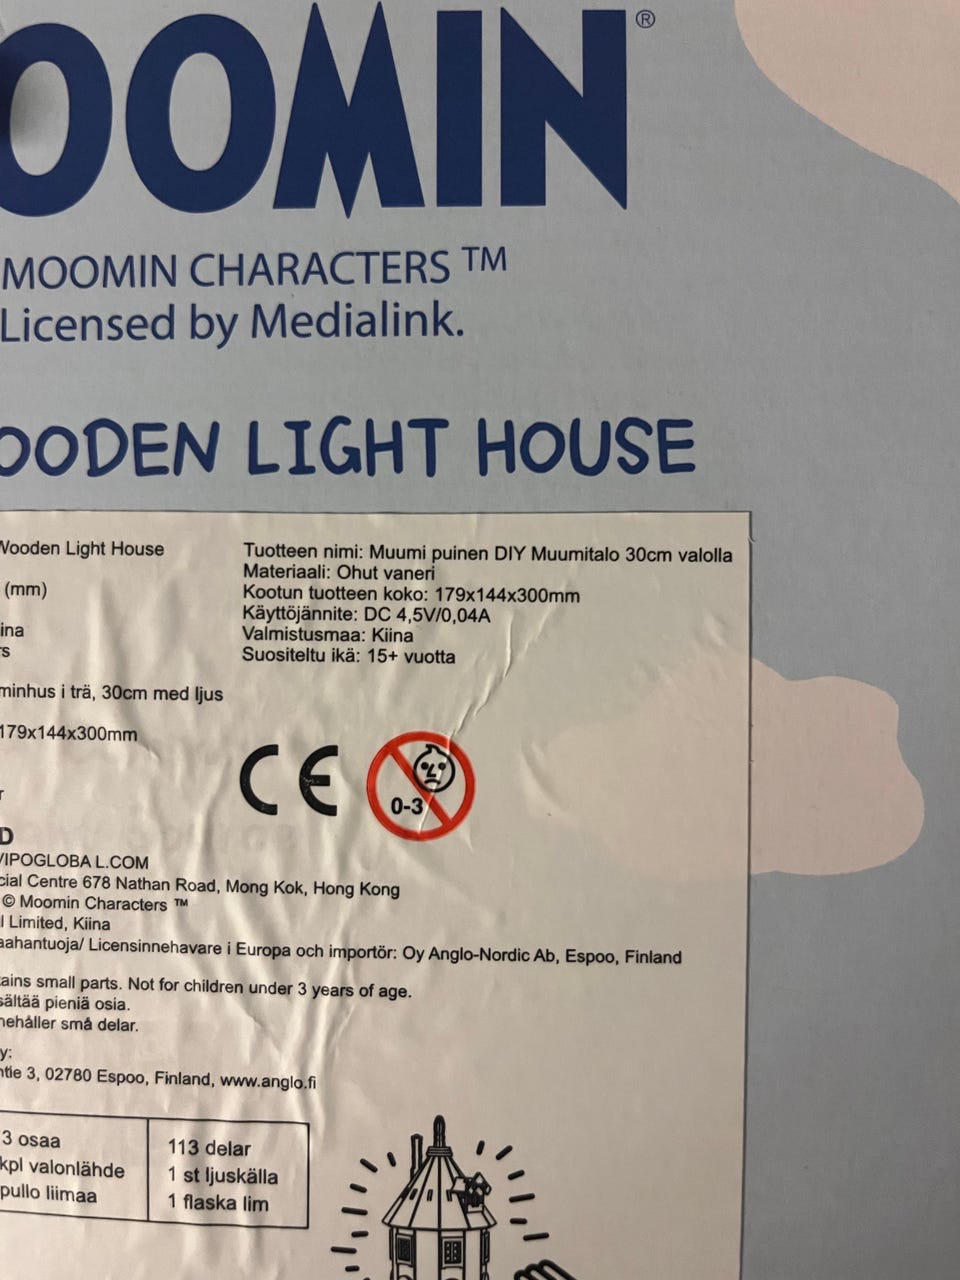 OOMIN®
MOOMIN CHARACTERS ™
Licensed by Medialink.
OODEN LIGHT HOUSE
Wooden Light House
(mm)
ina
rs
minhus i trä, 30cm med ljus
179x144x300mm
r
D
VIPOGLOBA L.COM
cial Centre 678 Nathan Road, Mong Kok, Hong Kong
© Moomin Characters ™
l Limited, Kiina
aahantuoja/ Licensinnehavare i Europa och importör: Oy Anglo-Nordic Ab, Espoo, Finland
ains small parts. Not for children under 3 years of age.
sältää pieniä osia.
nehåller små delar.
y:
ntie 3, 02780 Espoo, Finland, www.anglo.fi
Tuotteen nimi: Muumi puinen DIY Muumitalo 30cm valolla
Materiaali: Ohut vaneri
Kootun tuotteen koko: 179x144x300mm
Käyttöjännite: DC 4,5V/0,04A
Valmistusmaa: Kiina
Suositeltu ikä: 15+ vuotta
CE
0-3
3 osaa
kpl valonlähde
pullo liimaa
113 delar
1 st ljuskälla
1 flaska lim